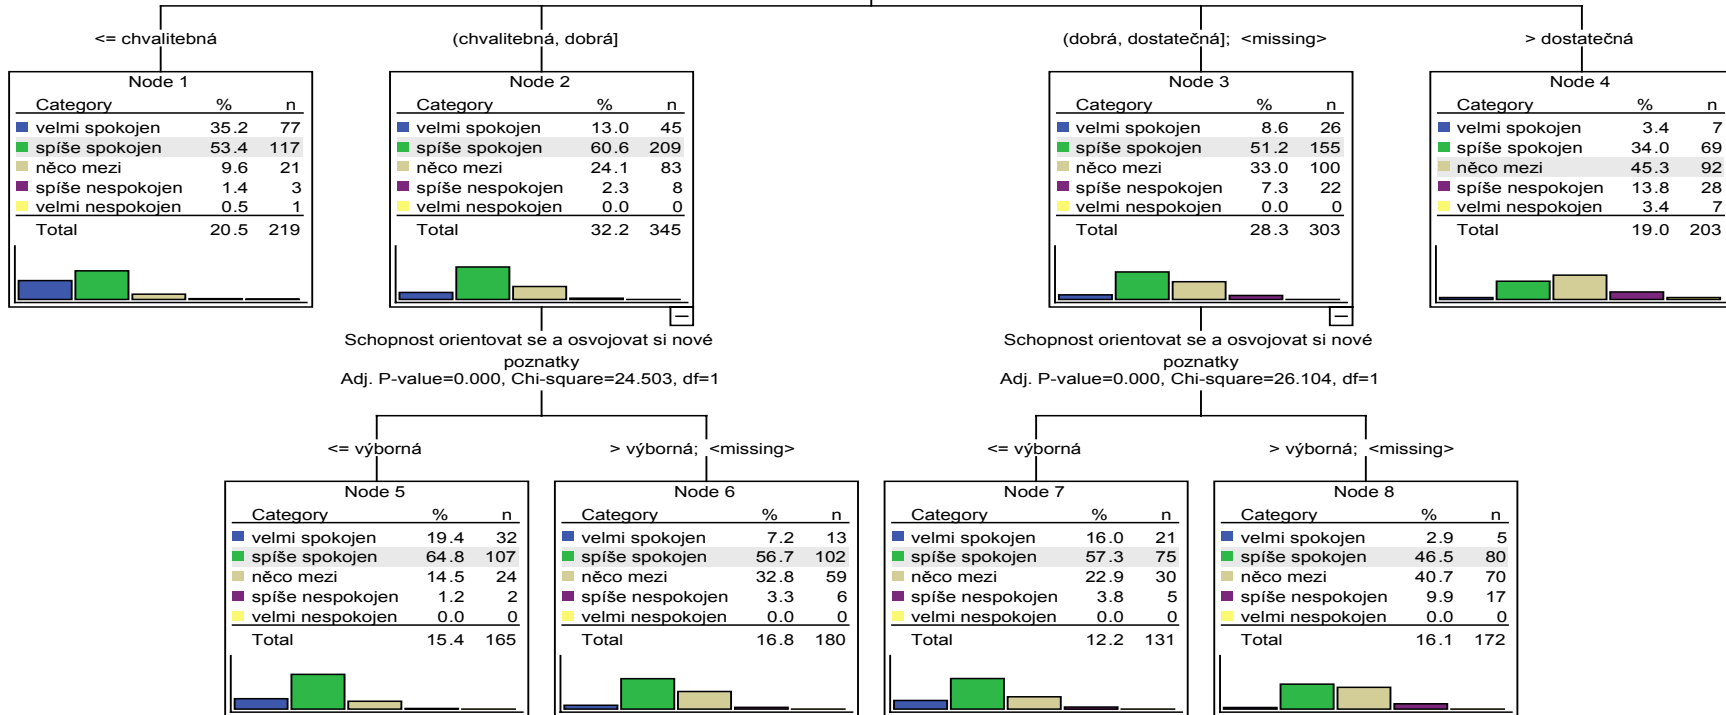 <= chvalitebná
(chvalitebná, dobrá]
(dobrá, dostatečná]; <missing>
> dostatečná
Node 1
Category % n
velmi spokojen 35.2 77
spíše spokojen 53.4 117
něco mezi 9.6 21
spíše nespokojen 1.4 3
velmi nespokojen 0.5 1
Total 20.5 219
Node 2
Category % n
velmi spokojen 13.0 45
spíše spokojen 60.6 209
něco mezi 24.1 83
spíše nespokojen 2.3 8
velmi nespokojen 0.0 0
Total 32.2 345
Node 3
Category % n
velmi spokojen 8.6 26
spíše spokojen 51.2 155
něco mezi 33.0 100
spíše nespokojen 7.3 22
velmi nespokojen 0.0 0
Total 28.3 303
Node 4
Category % n
velmi spokojen 3.4 7
spíše spokojen 34.0 69
něco mezi 45.3 92
spíše nespokojen 13.8 28
velmi nespokojen 3.4 7
Total 19.0 203
Schopnost orientovat se a osvojovat si nové
poznatky
Adj. P-value=0.000, Chi-square=24.503, df=1
Schopnost orientovat se a osvojovat si nové
poznatky
Adj. P-value=0.000, Chi-square=26.104, df=1
<= výborná
> výborná; <missing>
<= výborná
> výborná; <missing>
Node 5
Category % n
velmi spokojen 19.4 32
spíše spokojen 64.8 107
něco mezi 14.5 24
spíše nespokojen 1.2 2
velmi nespokojen 0.0 0
Total 15.4 165
Node 6
Category % n
velmi spokojen 7.2 13
spíše spokojen 56.7 102
něco mezi 32.8 59
spíše nespokojen 3.3 6
velmi nespokojen 0.0 0
Total 16.8 180
Node 7
Category % n
velmi spokojen 16.0 21
spíše spokojen 57.3 75
něco mezi 22.9 30
spíše nespokojen 3.8 5
velmi nespokojen 0.0 0
Total 12.2 131
Node 8
Category % n
velmi spokojen 2.9 5
spíše spokojen 46.5 80
něco mezi 40.7 70
spíše nespokojen 9.9 17
velmi nespokojen 0.0 0
Total 16.1 172